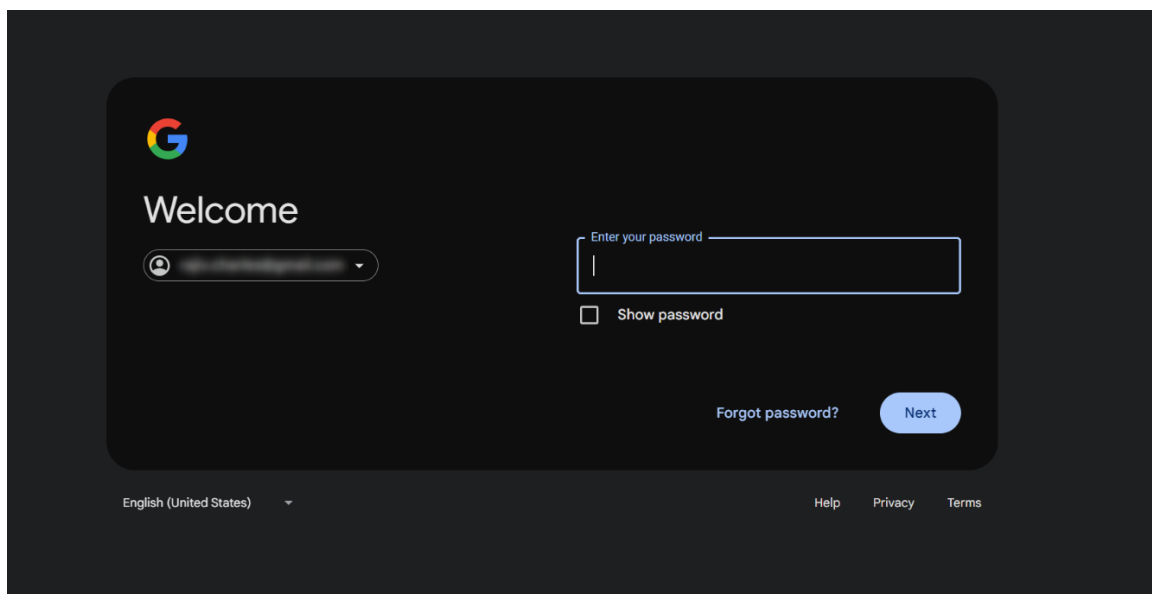 Welcome
Enter your password
Show password
Forgot password?
Next
English (United States)
Help
Privacy
Terms